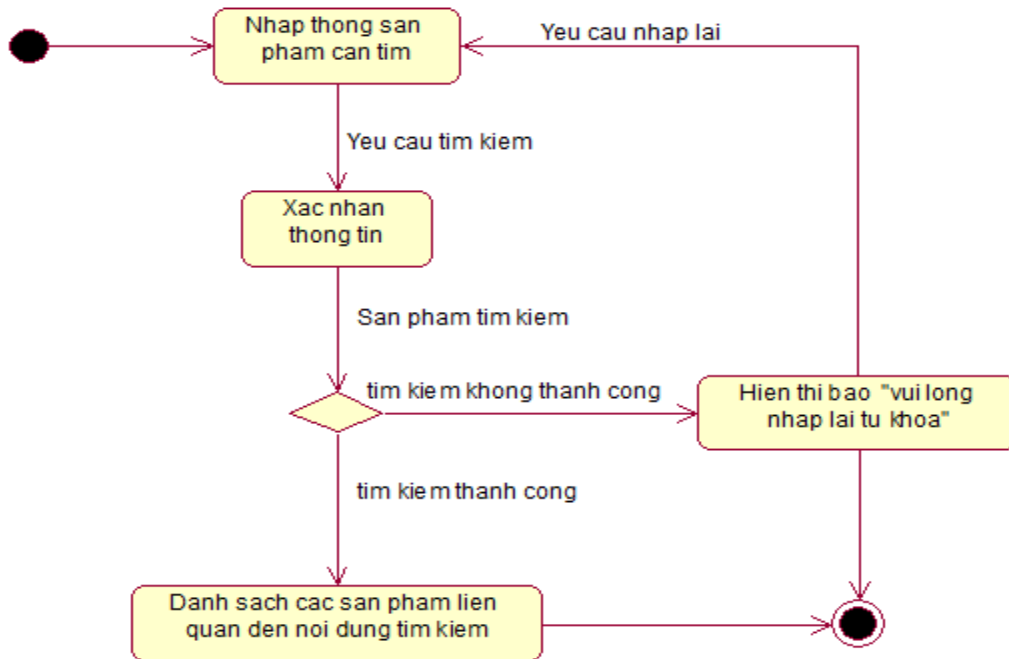 Nhap thong san
pham can tim
Yeu cau nhap lai
Yeu cau tim kiem
Xac nhan
thong tin
San pham tim kiem
tim kiem khong thanh cong
Hien thi bao "vui long
nhap lai tu khoa"
tim kiem thanh cong
Danh sach cac san pham lien
quan den noi dung tim kiem